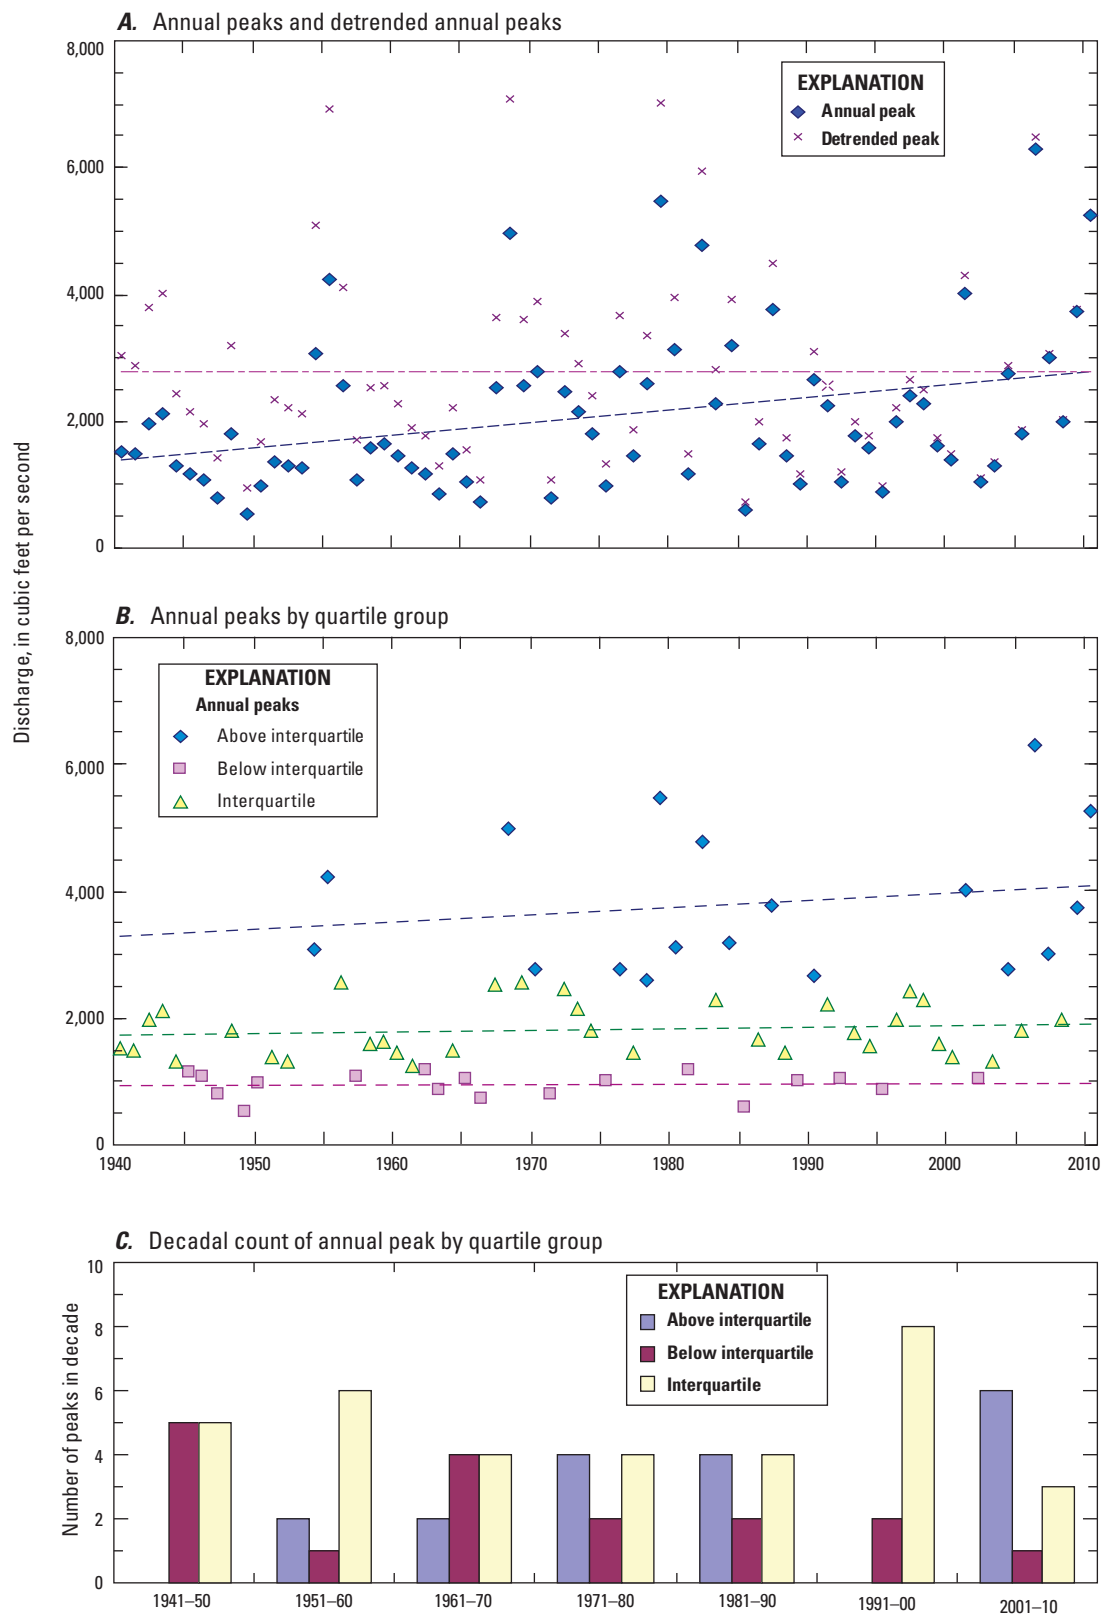 A. Annual peaks and detrended annual peaks
8,000
6,000
4,000
2,000
0
EXPLANATION
Annual peak
Detrended peak
Discharge, in cubic feet per second
B. Annual peaks by quartile group
8,000
6,000
4,000
2,000
0
EXPLANATION
Annual peaks
Above interquartile
Below interquartile
Interquartile
1940 1950 1960 1970 1980 1990 2000 2010
C. Decadal count of annual peak by quartile group
Number of peaks in decade
10
8
6
4
2
0
EXPLANATION
Above interquartile
Below interquartile
Interquartile
1941–50 1951–60 1961–70 1971–80 1981–90 1991–00 2001–10